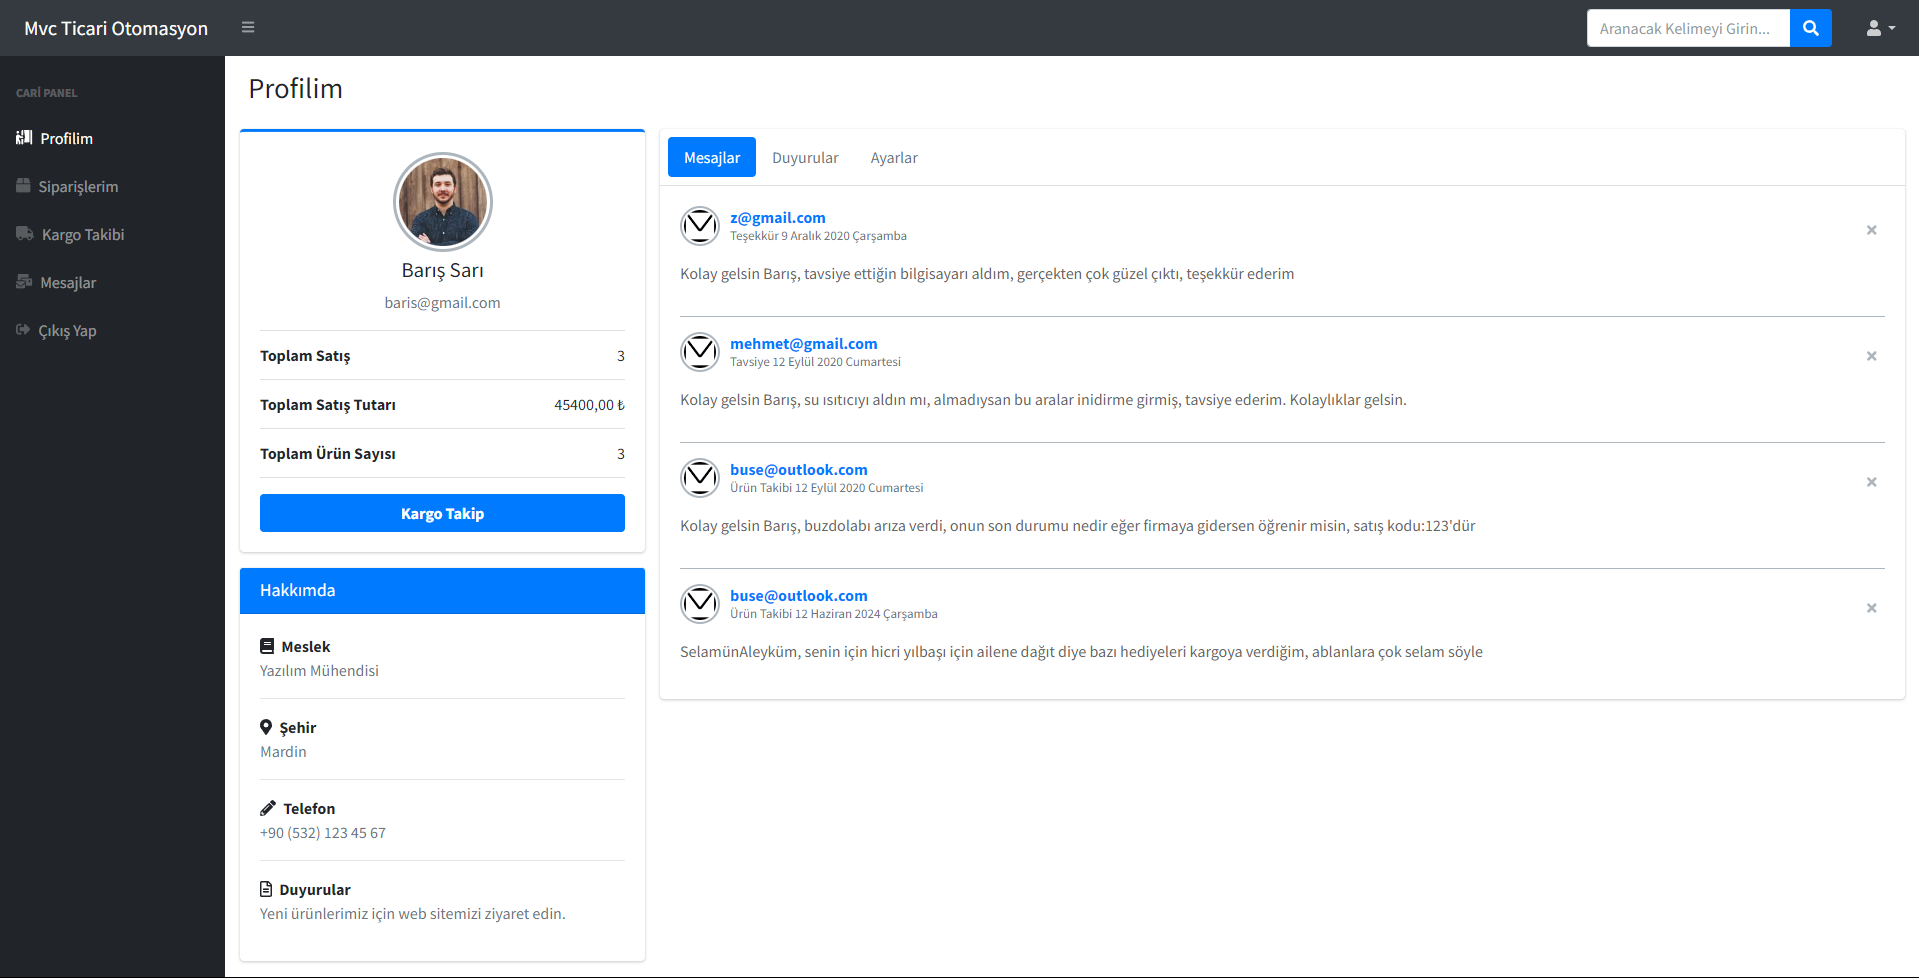 Mvc Ticari Otomasyon
Aranacak Kelimeyi Girin...
CARİ PANEL
Profilim
Siparişlerim
Kargo Takibi
Mesajlar
Çıkış Yap
Profilim
Barış Sarı
baris@gmail.com
Toplam Satış 3
Toplam Satış Tutarı 45400,00 ₺
Toplam Ürün Sayısı 3
Kargo Takip
Hakkımda
Meslek
Yazılım Mühendisi
Şehir
Mardin
Telefon
+90 (532) 123 45 67
Duyurular
Yeni ürünlerimiz için web sitemizi ziyaret edin.
Mesajlar Duyurular Ayarlar
z@gmail.com
Teşekkür 9 Aralık 2020 Çarşamba
Kolay gelsin Barış, tavsiye ettiğin bilgisayarı aldım, gerçekten çok güzel çıktı, teşekkür ederim
mehmet@gmail.com
Tavsiye 12 Eylül 2020 Cumartesi
Kolay gelsin Barış, su ısıtıcıyı aldın mı, almadıysan bu aralar inidirme girmiş, tavsiye ederim. Kolaylıklar gelsin.
buse@outlook.com
Ürün Takibi 12 Eylül 2020 Cumartesi
Kolay gelsin Barış, buzdolabı arıza verdi, onun son durumu nedir eğer firmaya gidersen öğrenir misin, satış kodu:123'dür
buse@outlook.com
Ürün Takibi 12 Haziran 2024 Çarşamba
SelamünAleyküm, senin için hicri yılbaşı için ailene dağıt diye bazı hediyeleri kargoya verdiğim, ablanlara çok selam söyle